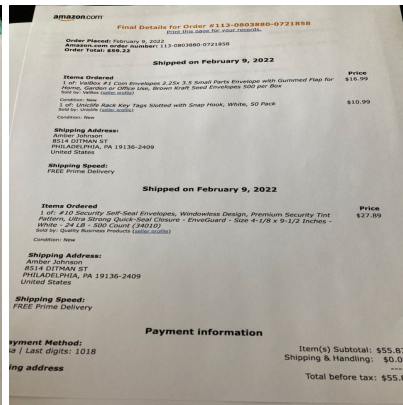 amazon.com
Final Details for Order #113-0803880-0721858
Print this page for your records.
Order Placed: February 9, 2022
Amazon.com order number: 113-0803880-0721858
Order Total: $59.22
Shipped on February 9, 2022
Items Ordered Price
1 of: ValBox #1 Coin Envelopes 2.25x 3.5 Small Parts Envelope with Gummed Flap for $16.99
Home, Garden or Office Use, Brown Kraft Seed Envelopes 500 per Box
Sold by: ValBox (seller profile)
Condition: New
1 of: Uniclife Rack Key Tags Slotted with Snap Hook, White, 50 Pack $10.99
Sold by: Uniclife (seller profile)
Condition: New
Shipping Address:
Amber Johnson
8514 DITMAN ST
PHILADELPHIA, PA 19136-2409
United States
Shipping Speed:
FREE Prime Delivery
Shipped on February 9, 2022
Items Ordered Price
1 of: #10 Security Self-Seal Envelopes, Windowless Design, Premium Security Tint $27.89
Pattern, Ultra Strong Quick-Seal Closure - EnveGuard - Size 4-1/8 x 9-1/2 Inches -
White - 24 LB - 500 Count (34010)
Sold by: Quality Business Products (seller profile)
Condition: New
Shipping Address:
Amber Johnson
8514 DITMAN ST
PHILADELPHIA, PA 19136-2409
United States
Shipping Speed:
FREE Prime Delivery
Payment information
ayment Method: Item(s) Subtotal: $55.8
sa | Last digits: 1018 Shipping & Handling: $0.0
ing address ----
Total before tax: $55.